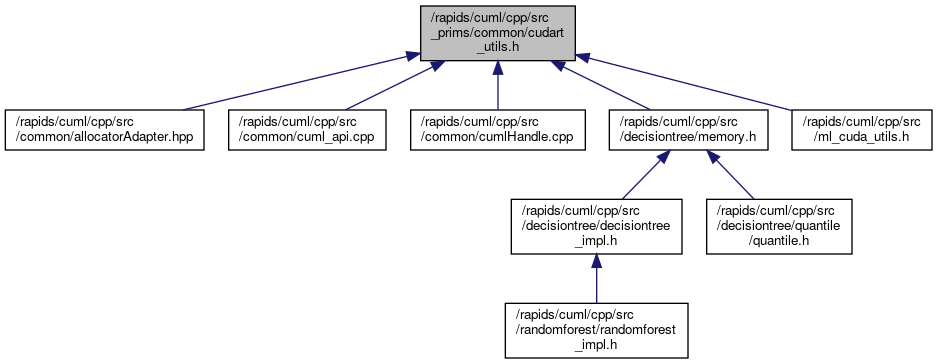 /rapids/cuml/cpp/src
_prims/common/cudart
_utils.h
/rapids/cuml/cpp/src
/common/allocatorAdapter.hpp
/rapids/cuml/cpp/src
/common/cuml_api.cpp
/rapids/cuml/cpp/src
/common/cumlHandle.cpp
/rapids/cuml/cpp/src
/decisiontree/memory.h
/rapids/cuml/cpp/src
/ml_cuda_utils.h
/rapids/cuml/cpp/src
/decisiontree/decisiontree
_impl.h
/rapids/cuml/cpp/src
/decisiontree/quantile
/quantile.h
/rapids/cuml/cpp/src
/randomforest/randomforest
_impl.h